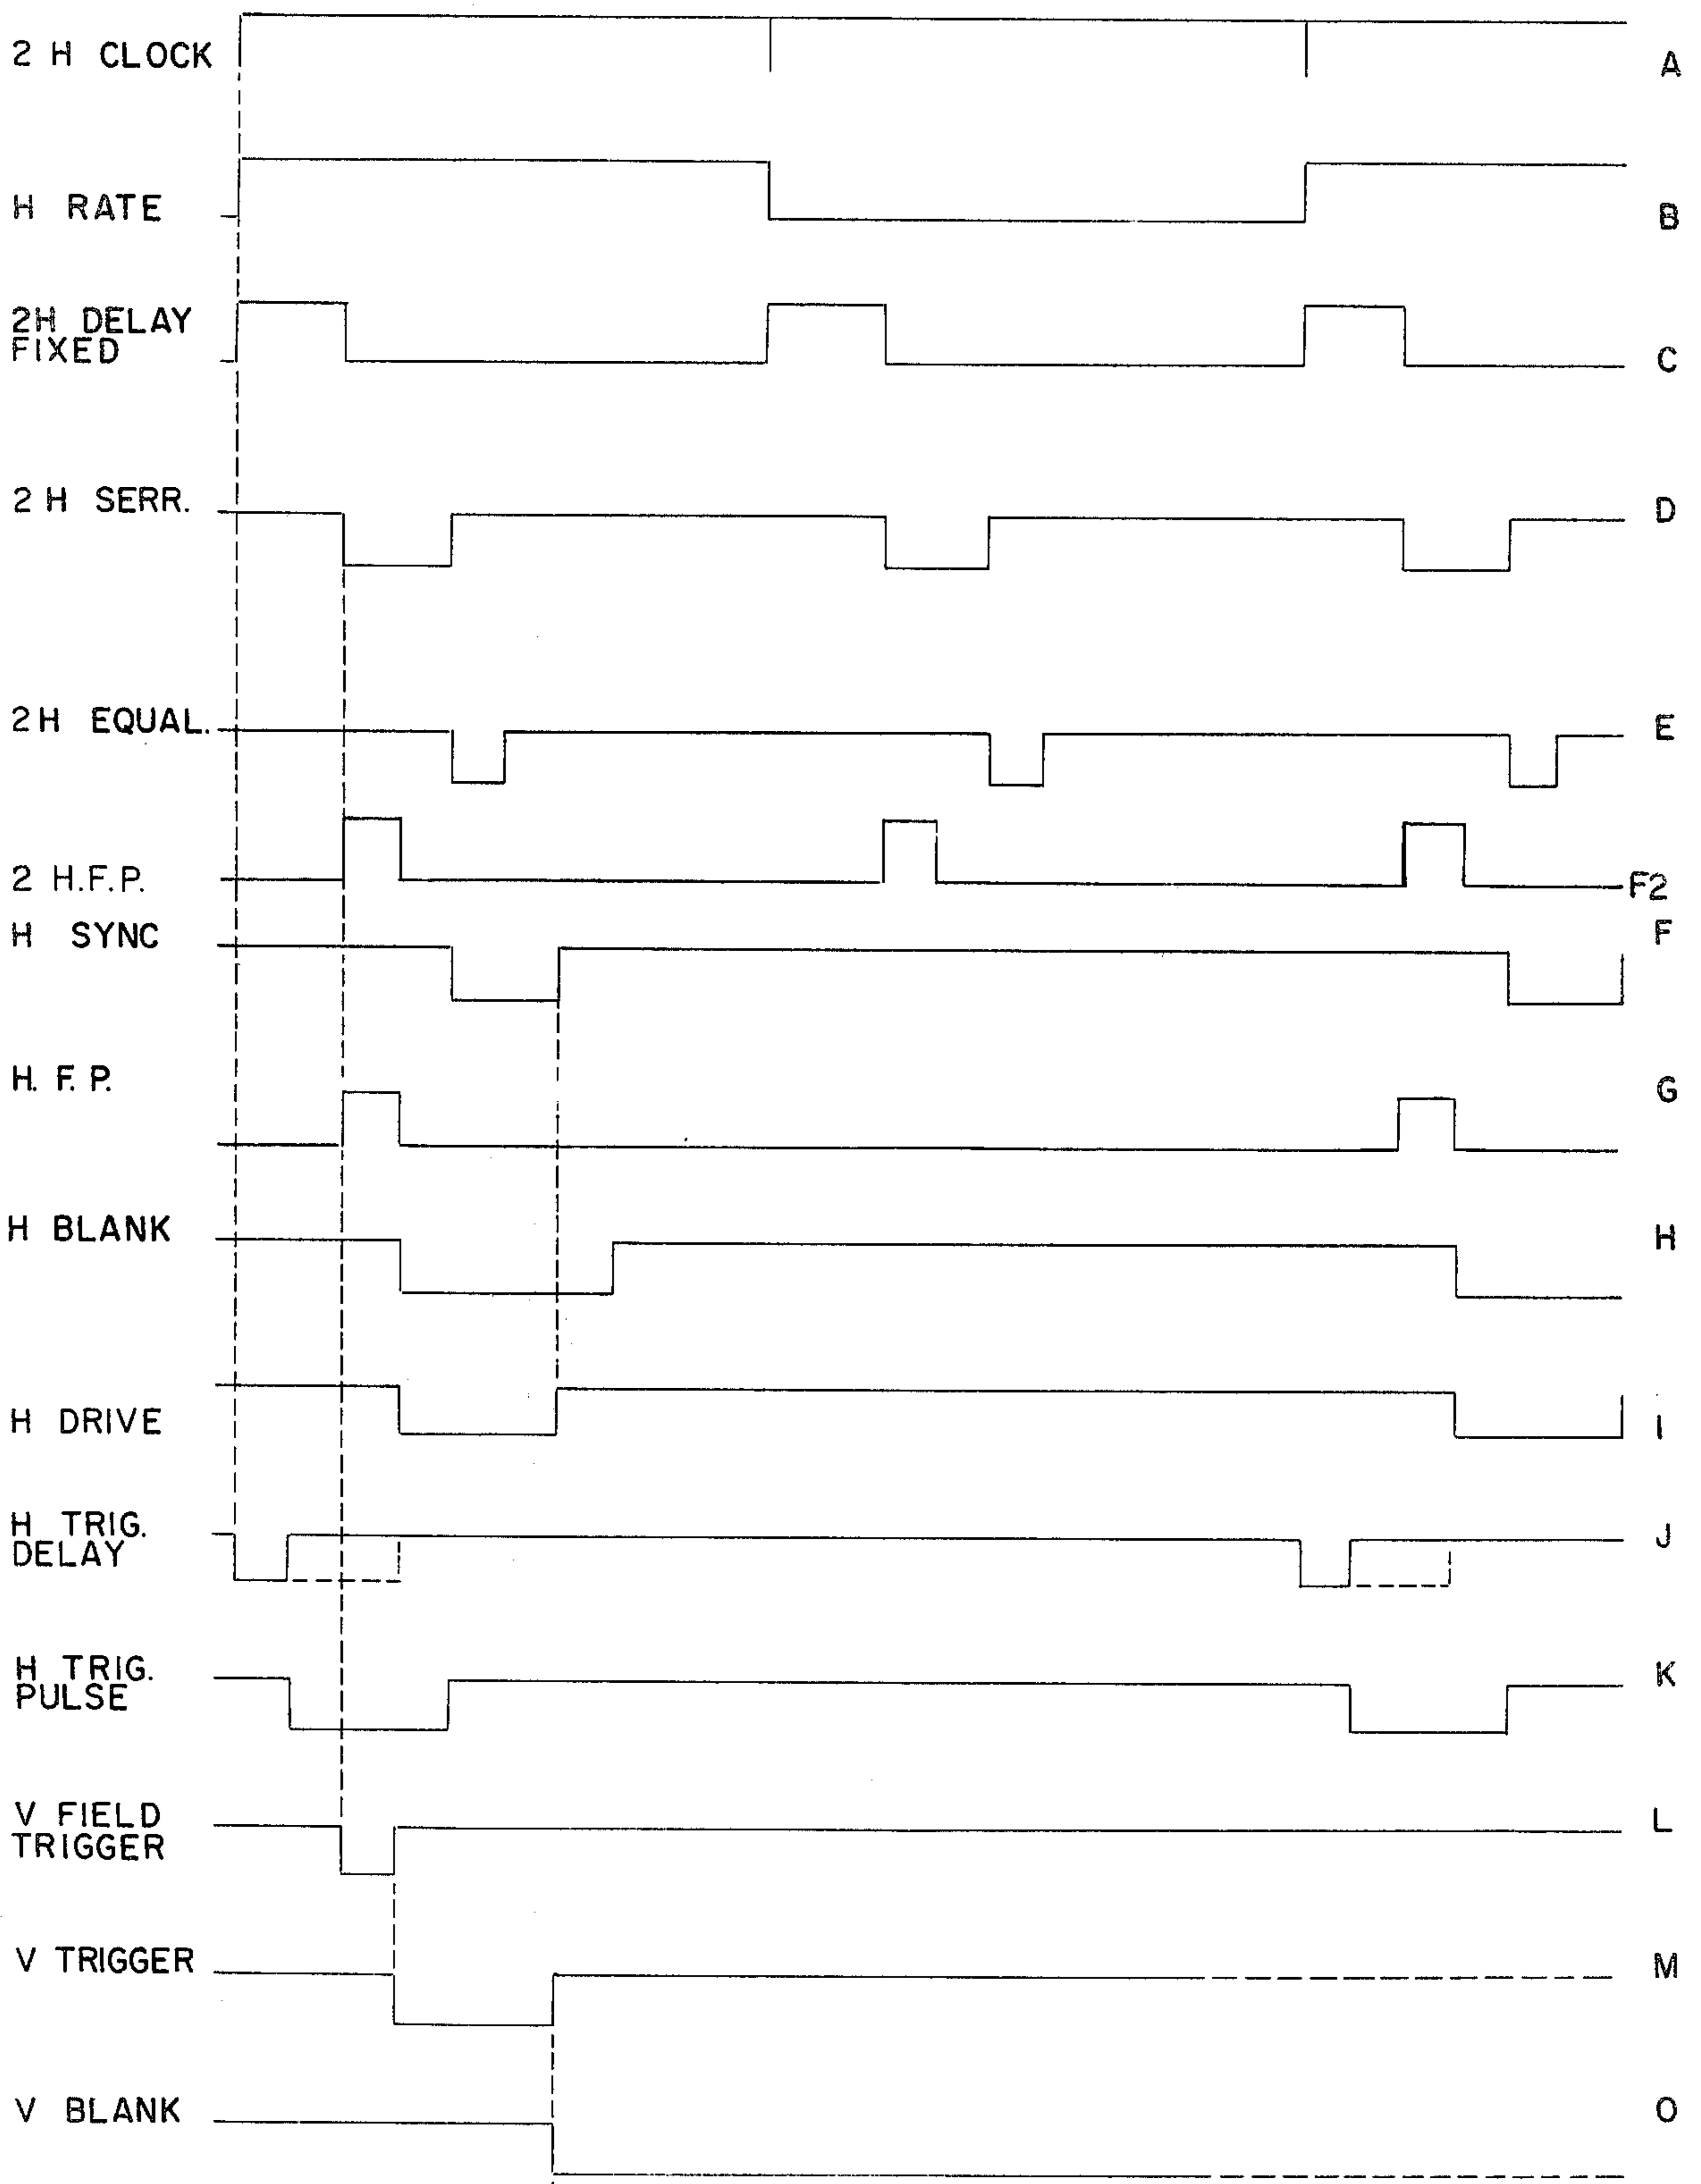 2 H CLOCK A
H RATE B
2H DELAY
FIXED C
2 H SERR. D
2H EQUAL. E
2 H.F.P. F2
H SYNC F
H. F. P. G
H BLANK H
H DRIVE I
H TRIG.
DELAY J
H TRIG.
PULSE K
V FIELD
TRIGGER L
V TRIGGER M
V BLANK O